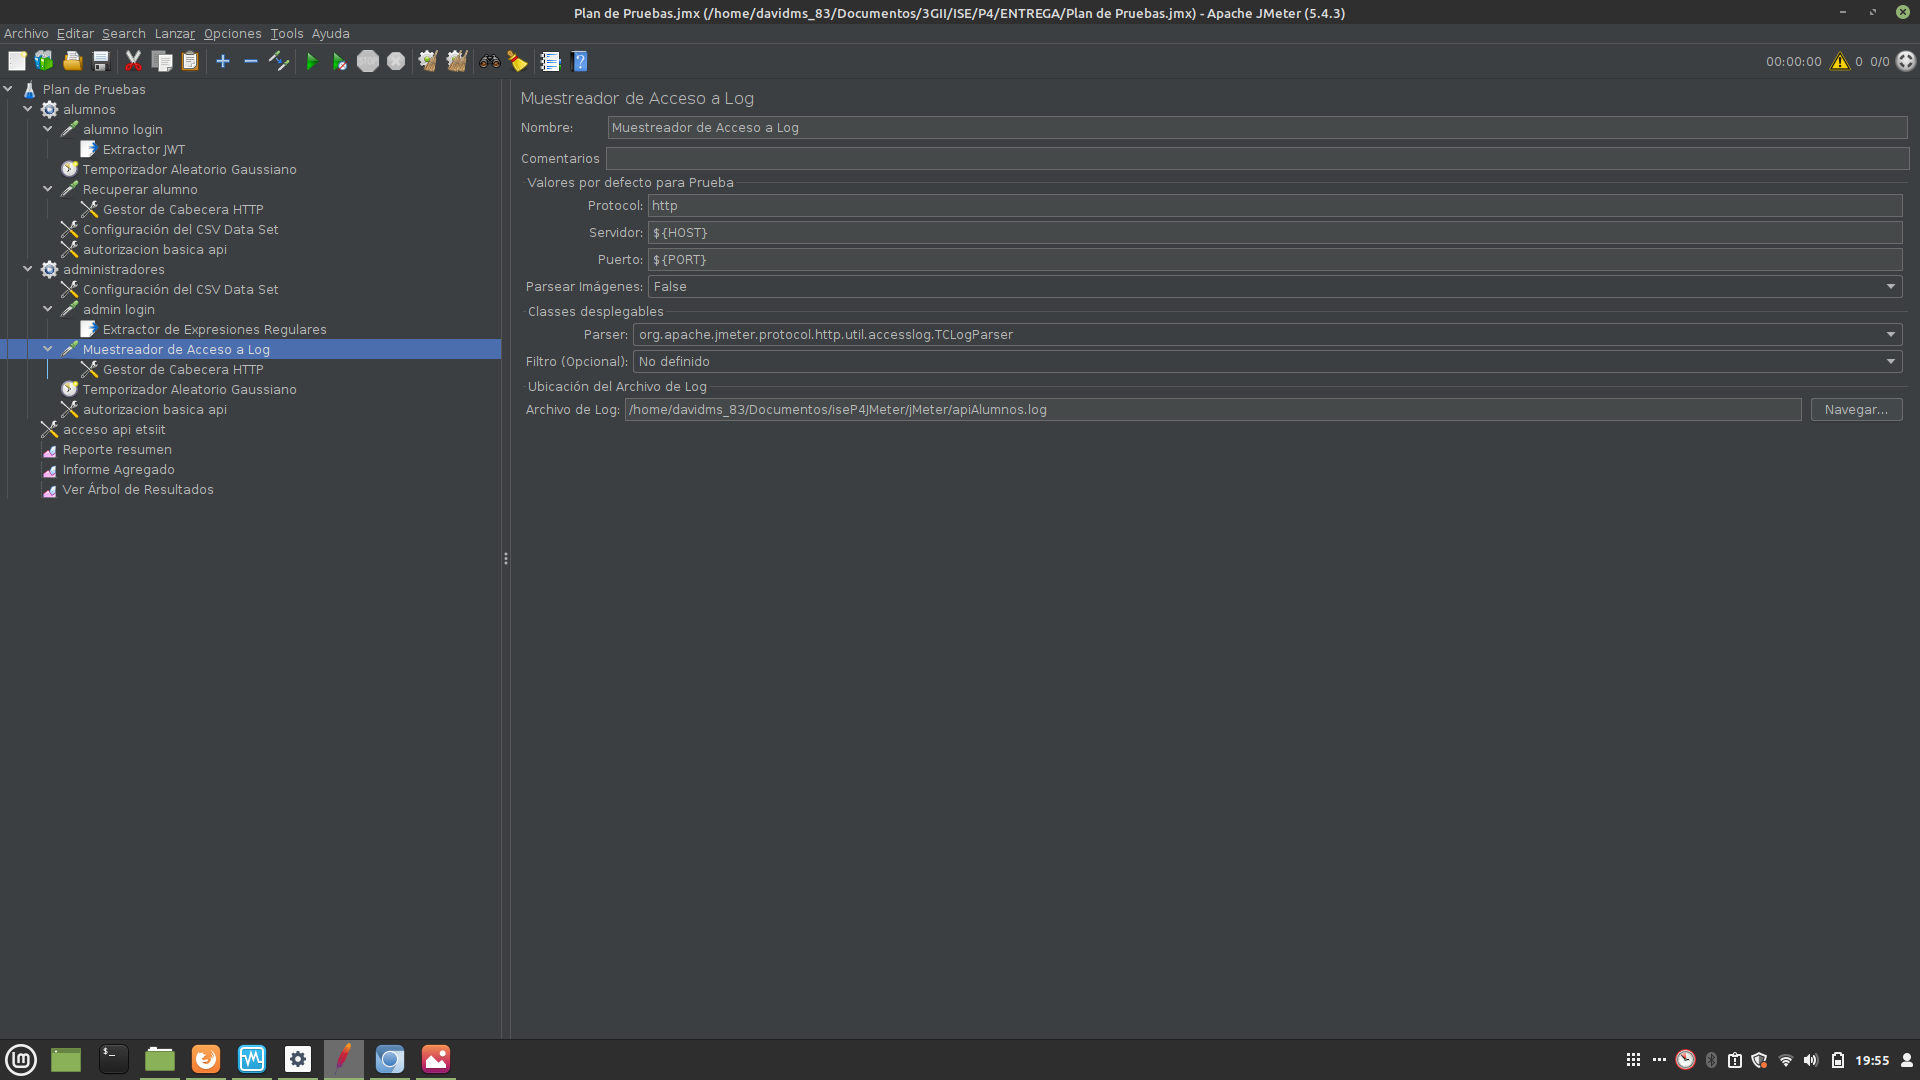 Plan de Pruebas.jmx (/home/davidms_83/Documentos/3GII/ISE/P4/ENTREGA/Plan de Pruebas.jmx) - Apache JMeter (5.4.3)
Archivo Editar Search Lanzar Opciones Tools Ayuda
00:00:00 0 0/0
Plan de Pruebas
alumnos
alumno login
Extractor JWT
Temporizador Aleatorio Gaussiano
Recuperar alumno
Gestor de Cabecera HTTP
Configuración del CSV Data Set
autorizacion basica api
administradores
Configuración del CSV Data Set
admin login
Extractor de Expresiones Regulares
Muestreador de Acceso a Log
Gestor de Cabecera HTTP
Temporizador Aleatorio Gaussiano
autorizacion basica api
acceso api etsiit
Reporte resumen
Informe Agregado
Ver Árbol de Resultados
Muestreador de Acceso a Log
Nombre: Muestreador de Acceso a Log
Comentarios
Valores por defecto para Prueba
Protocol: http
Servidor: ${HOST}
Puerto: ${PORT}
Parsear Imágenes: False
Classes desplegables
Parser: org.apache.jmeter.protocol.http.util.accesslog.TCLogParser
Filtro (Opcional): No definido
Ubicación del Archivo de Log
Archivo de Log: /home/davidms_83/Documentos/iseP4JMeter/jMeter/apiAlumnos.log Navegar...
19:55